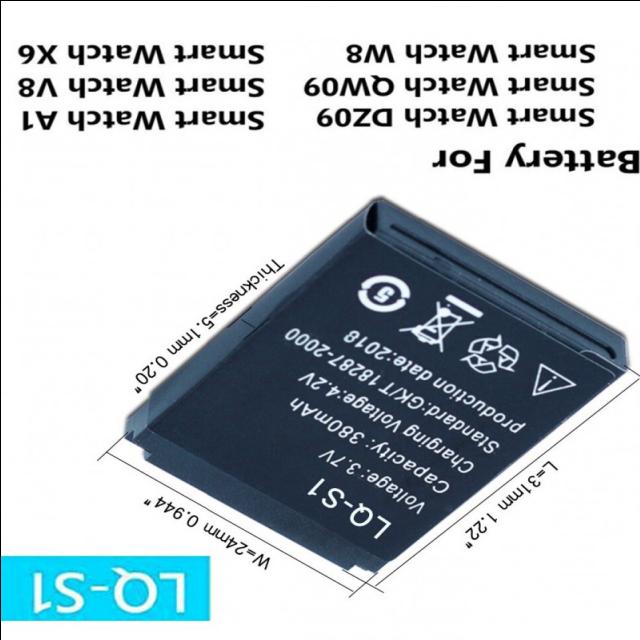 LQ-S1
W=24mm 0.944"
L=31mm 1.22"
LQ-S1
Voltage: 3.7V
Capacity: 380mAh
Charging Voltage:4.2V
Standard:GK/T 18287-2000
production date:2018
5
Thickness=5.1mm 0.20"
Battery For
Smart Watch DZ09 Smart Watch A1
Smart Watch QW09 Smart Watch V8
Smart Watch W8 Smart Watch X6